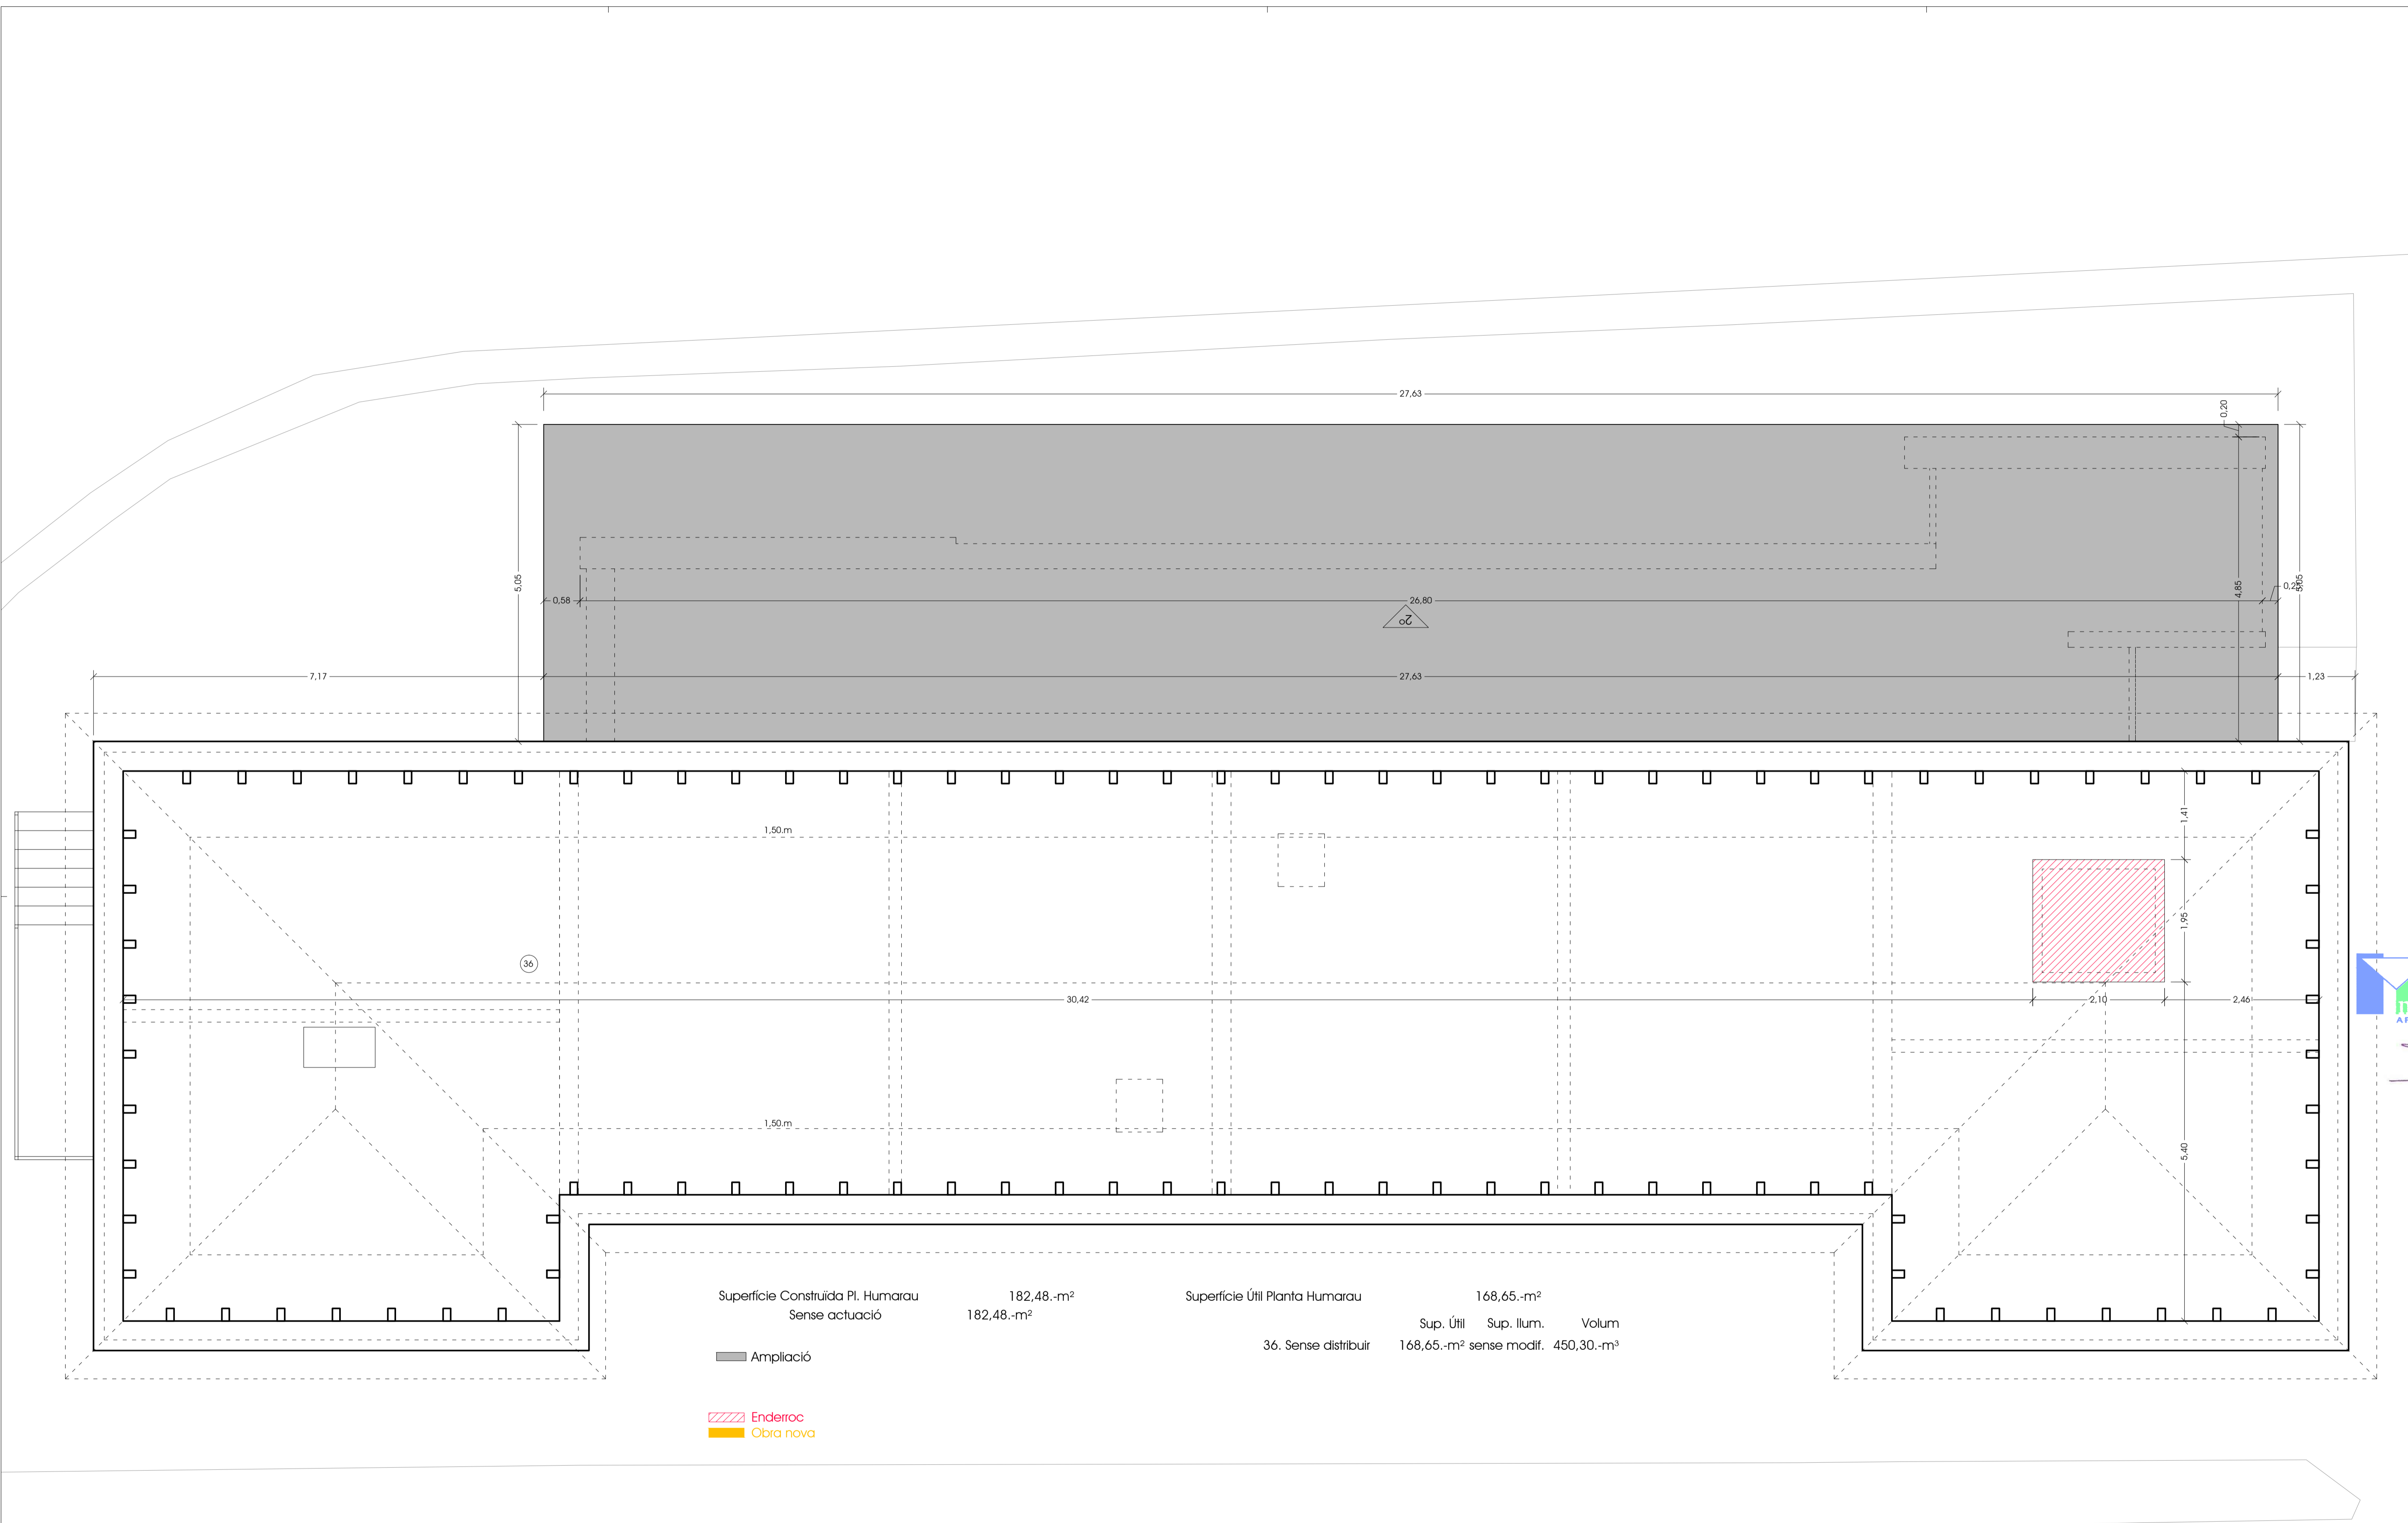 27,63
0,20
5,05
4,85
5,05
0,58
26,80
2º
7,17
27,63
1,23
1,50.m
1,41
1,95
36
30,42
2,10
2,46
1,50.m
5,40
Superfície Construïda Pl. Humarau 182,48.-m²
Sense actuació 182,48.-m²
Superfície Útil Planta Humarau 168,65.-m²
Sup. Útil Sup. Ilum. Volum
36. Sense distribuir 168,65.-m² sense modif. 450,30.-m³
Ampliació
Enderroc
Obra nova